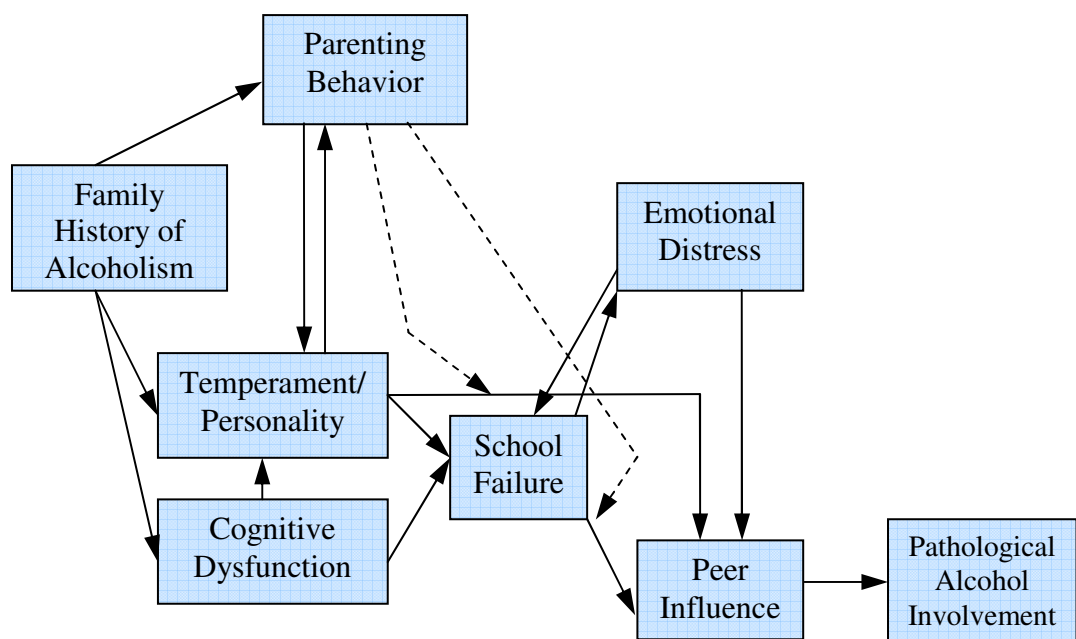 Parenting
Behavior
Family
History of
Alcoholism
Emotional
Distress
Temperament/
Personality
School
Failure
Cognitive
Dysfunction
Peer
Influence
Pathological
Alcohol
Involvement